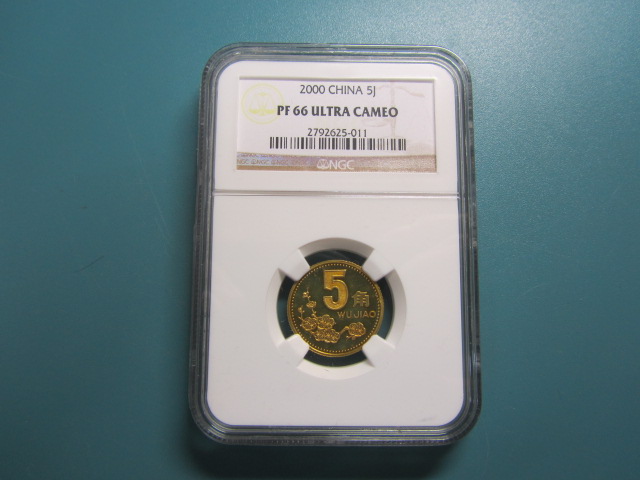 2000 CHINA 5J
PF 66 ULTRA CAMEO
2792625-011
NGC
5角
WUJIAO